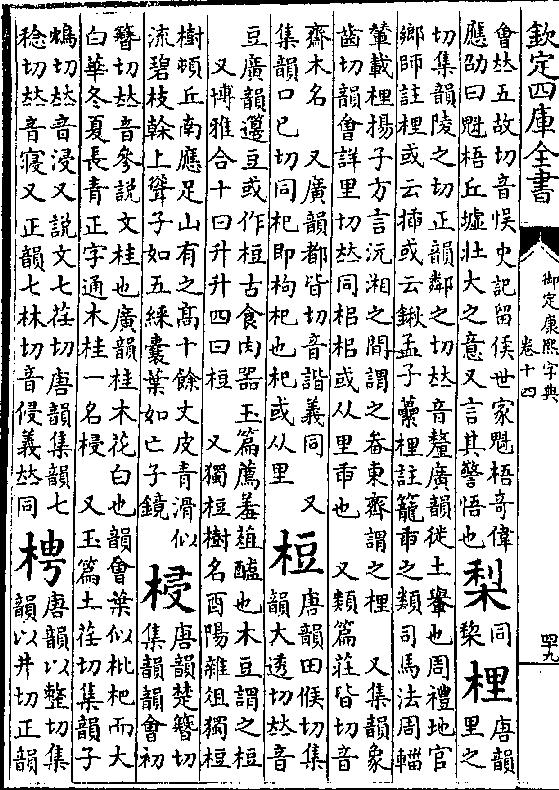 欽定四庫全書
御定康熙字典
卷十四
四九
會𠀤五故切音悮史記留侯世家魁梧奇偉
應劭曰魁梧丘墟壯大之意又言其警悟也
梨
同
棃
梩
唐韻
里之
切集韻陵之切正韻鄰之切𠀤音釐廣韻徙土轝也周禮地官
鄉師註梩或云揷或云鍬孟子虆梩註籠臿之類司馬法周輜
輦載梩揚子方言沅湘之間謂之畚東齊謂之梩　又集韻象
齒切韻會詳里切𠀤同梠梠或从里臿也　又類篇莊皆切音
齋木名　又廣韻都皆切音諧義同　又
集韻口已切同杞即枸杞也杞或从里
梪
唐韻田候切集
韻大透切𠀤音
豆廣韻籩豆或作梪古食肉器玉篇薦羞葅醢也木豆謂之梪
又博雅合十曰升升四曰梪　又獨梪樹名酉陽雜俎獨梪
樹頓丘南應足山有之高十餘丈皮青滑似
流碧枝榦上聳子如五綵囊葉如亡子鏡
梫
唐韻楚簪切
集韻韻會初
簪切𠀤音參說文桂也廣韻桂木花白也韻會葉似枇杷而大
白華冬夏長青正字通木桂一名梫　又玉篇土荏切集韻子
鴆切𠀤音浸又說文七荏切唐韻集韻七
稔切𠀤音寢又正韻七林切音侵義𠀤同
梬
唐韻以整切集
韻以井切正韻